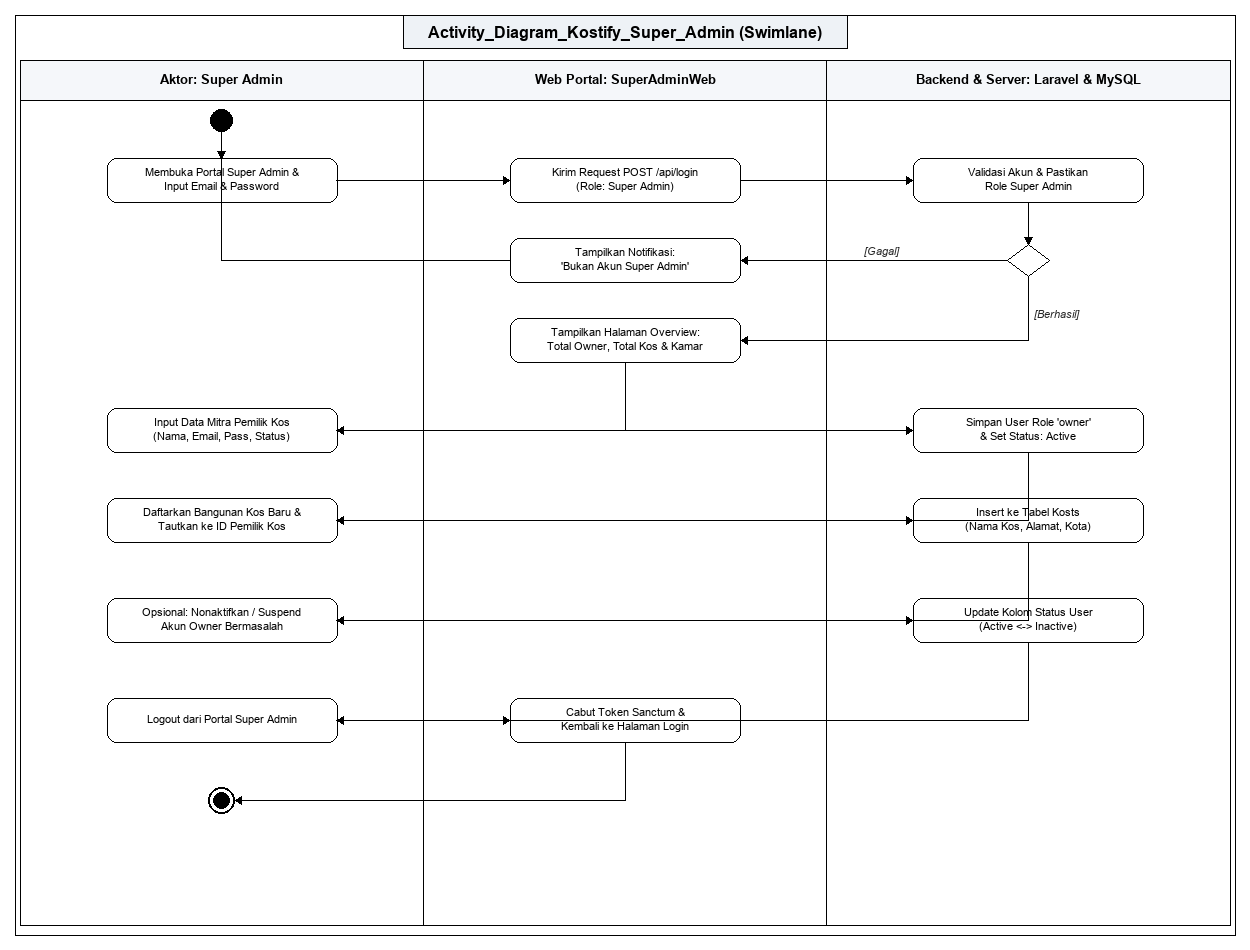 Activity_Diagram_Kostify_Super_Admin (Swimlane)
Aktor: Super Admin
Web Portal: SuperAdminWeb
Backend & Server: Laravel & MySQL
Membuka Portal Super Admin &
Input Email & Password
Kirim Request POST /api/login
(Role: Super Admin)
Validasi Akun & Pastikan
Role Super Admin
Tampilkan Notifikasi:
'Bukan Akun Super Admin'
[Gagal]
[Berhasil]
Tampilkan Halaman Overview:
Total Owner, Total Kos & Kamar
Input Data Mitra Pemilik Kos
(Nama, Email, Pass, Status)
Simpan User Role 'owner'
& Set Status: Active
Daftarkan Bangunan Kos Baru &
Tautkan ke ID Pemilik Kos
Insert ke Tabel Kosts
(Nama Kos, Alamat, Kota)
Opsional: Nonaktifkan / Suspend
Akun Owner Bermasalah
Update Kolom Status User
(Active <-> Inactive)
Logout dari Portal Super Admin
Cabut Token Sanctum &
Kembali ke Halaman Login